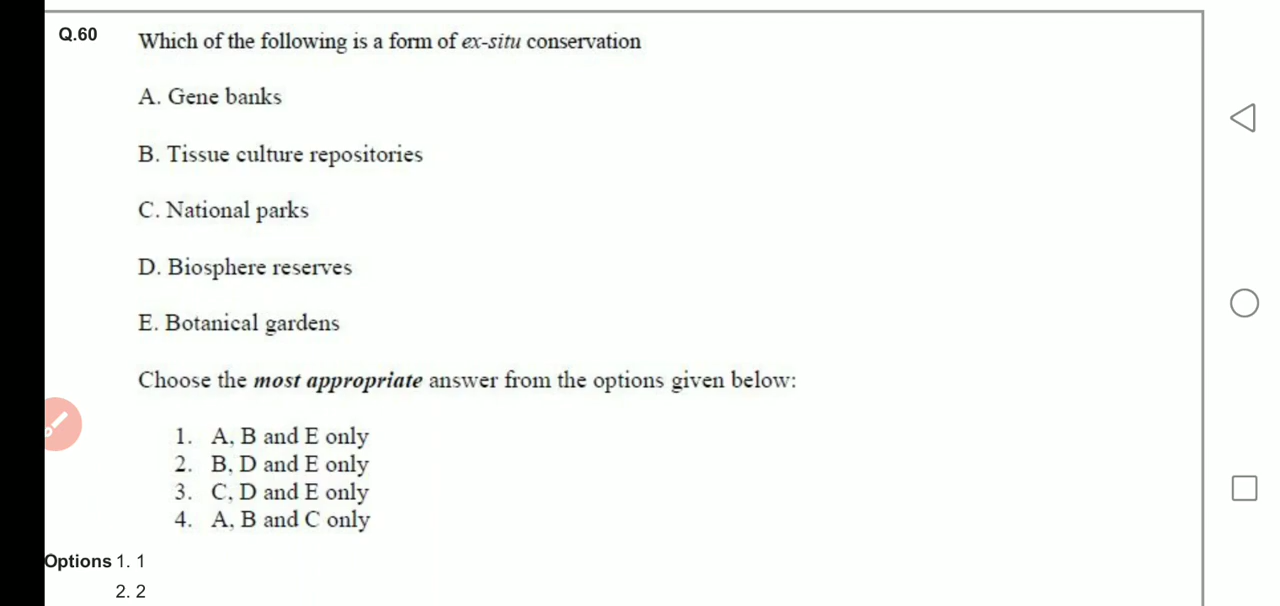 Q.60 Which of the following is a form of ex-situ conservation
A. Gene banks
B. Tissue culture repositories
C. National parks
D. Biosphere reserves
E. Botanical gardens
Choose the most appropriate answer from the options given below:
1. A, B and E only
2. B, D and E only
3. C, D and E only
4. A, B and C only
Options 1. 1
2. 2